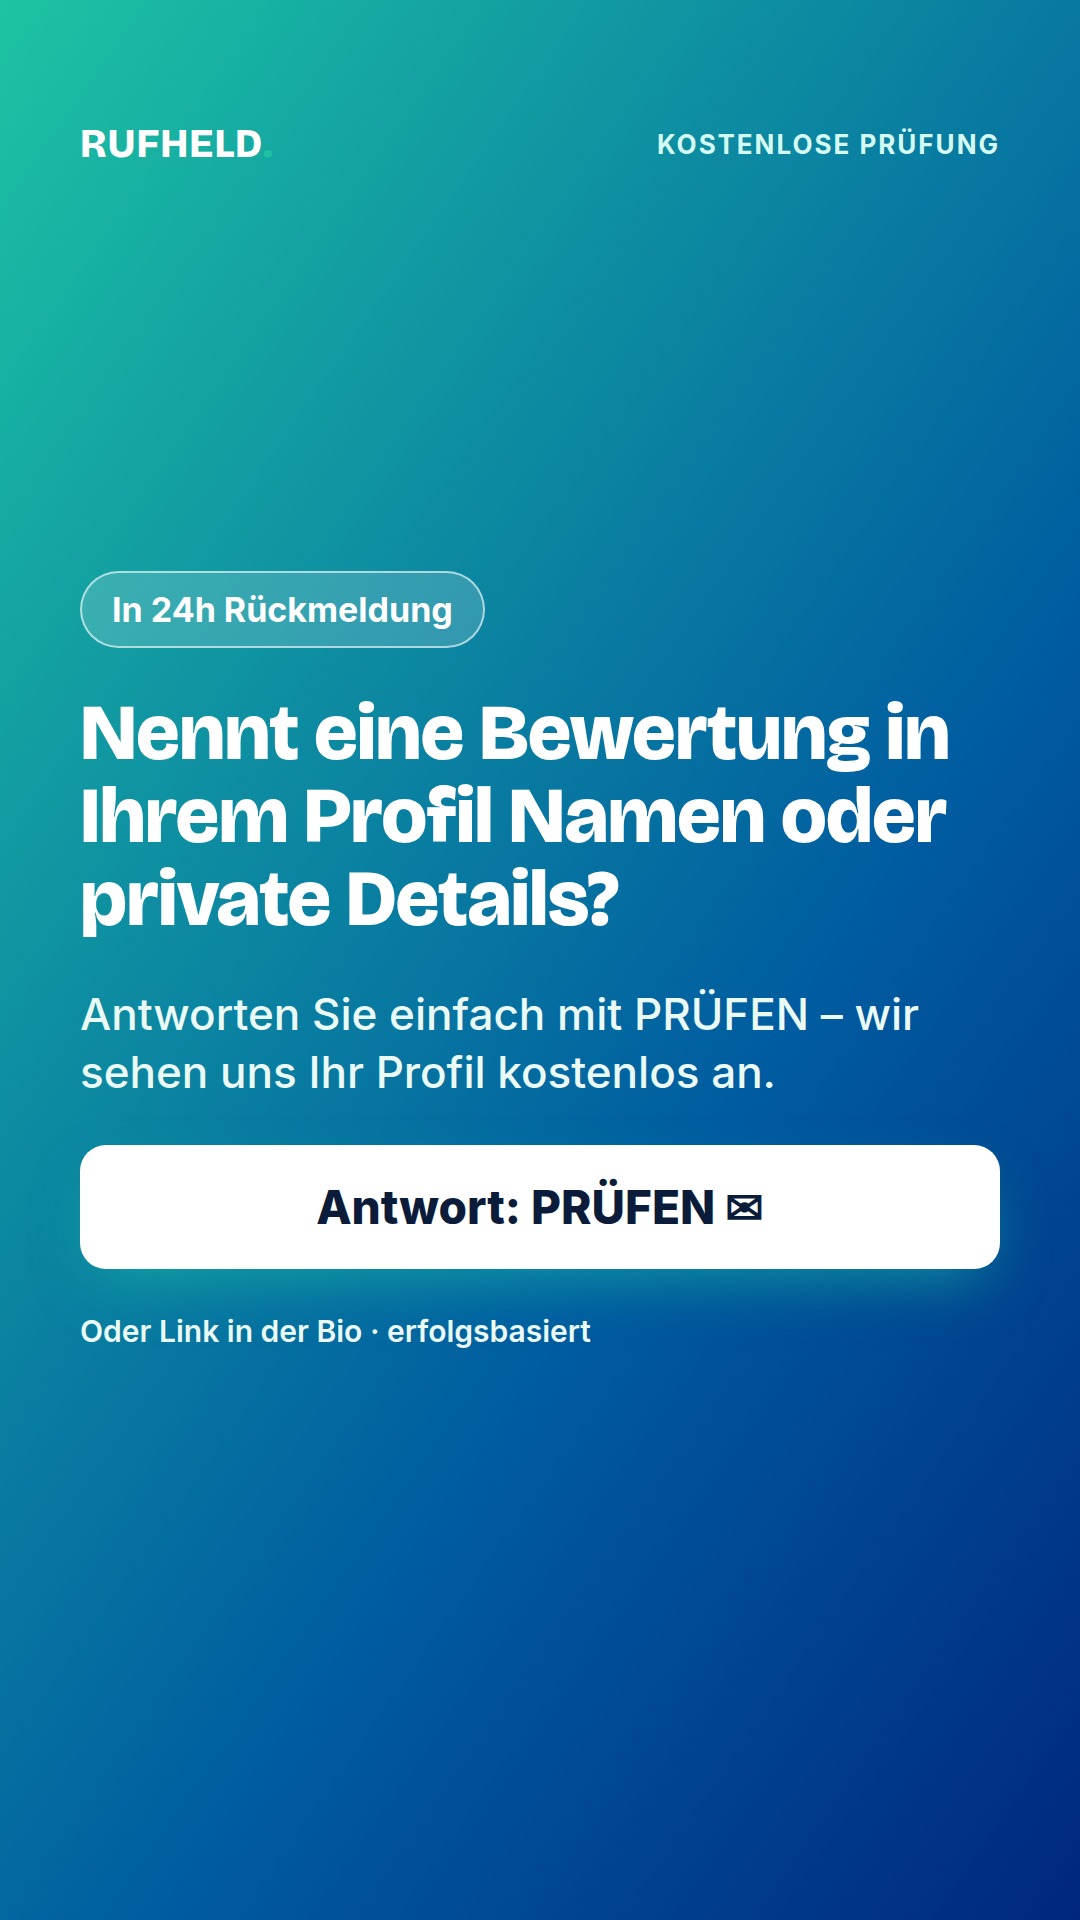 RUFHELD.
KOSTENLOSE PRÜFUNG
In 24h Rückmeldung
Nennt eine Bewertung in
Ihrem Profil Namen oder
private Details?
Antworten Sie einfach mit PRÜFEN – wir
sehen uns Ihr Profil kostenlos an.
Antwort: PRÜFEN ✉
Oder Link in der Bio · erfolgsbasiert